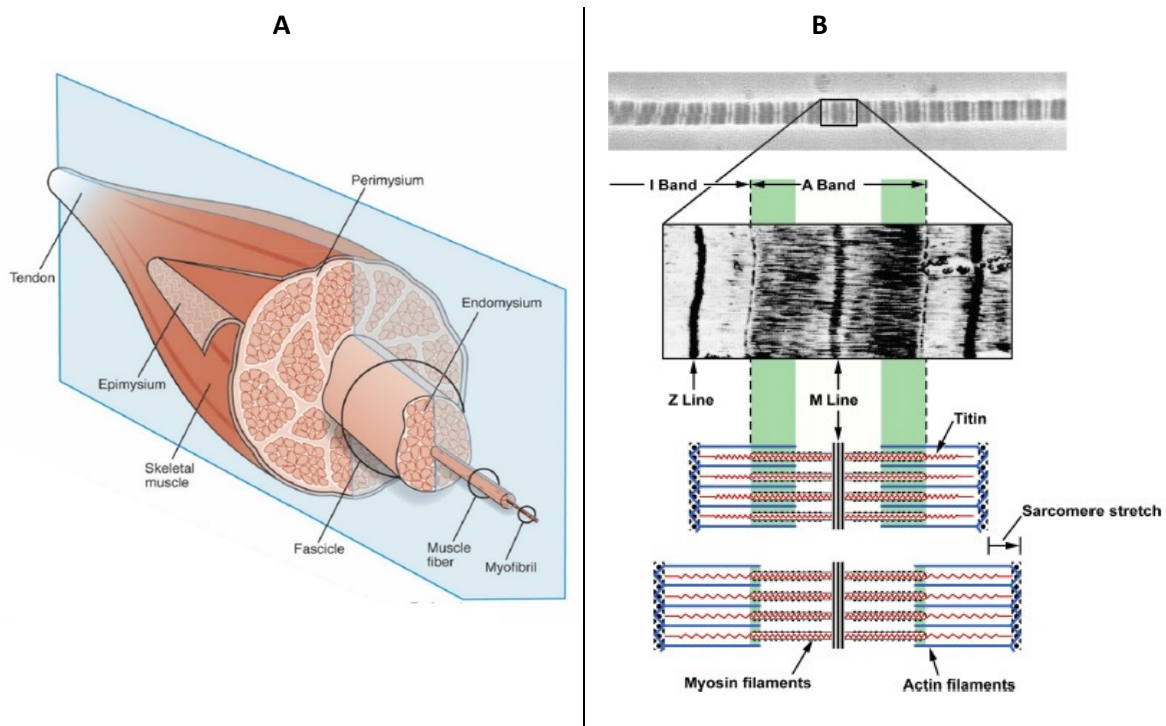 A
B
Perimysium
Tendon
Endomysium
Epimysium
Skeletal
muscle
Fascicle
Muscle
fiber
Myofibril
I Band
A Band
Z Line
M Line
Titin
Sarcomere stretch
Myosin filaments
Actin filaments